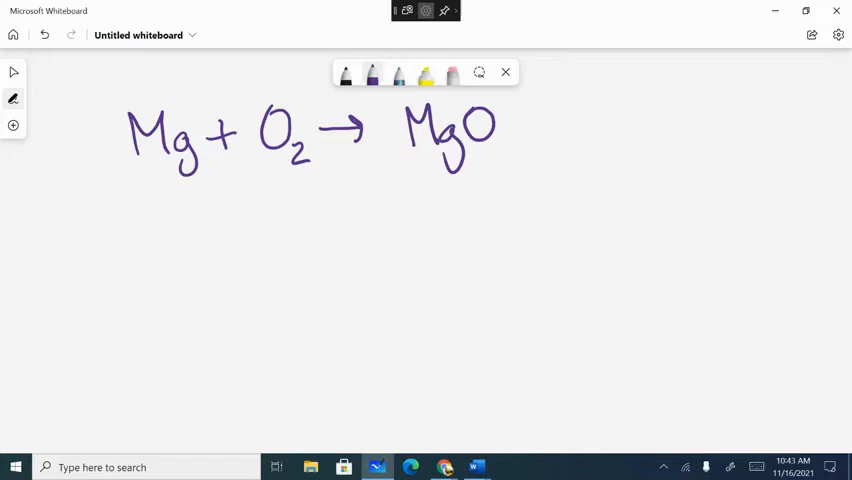 Microsoft Whiteboard
Untitled whiteboard
Mg + O₂ → MgO
Type here to search
10:43 AM
11/16/2021